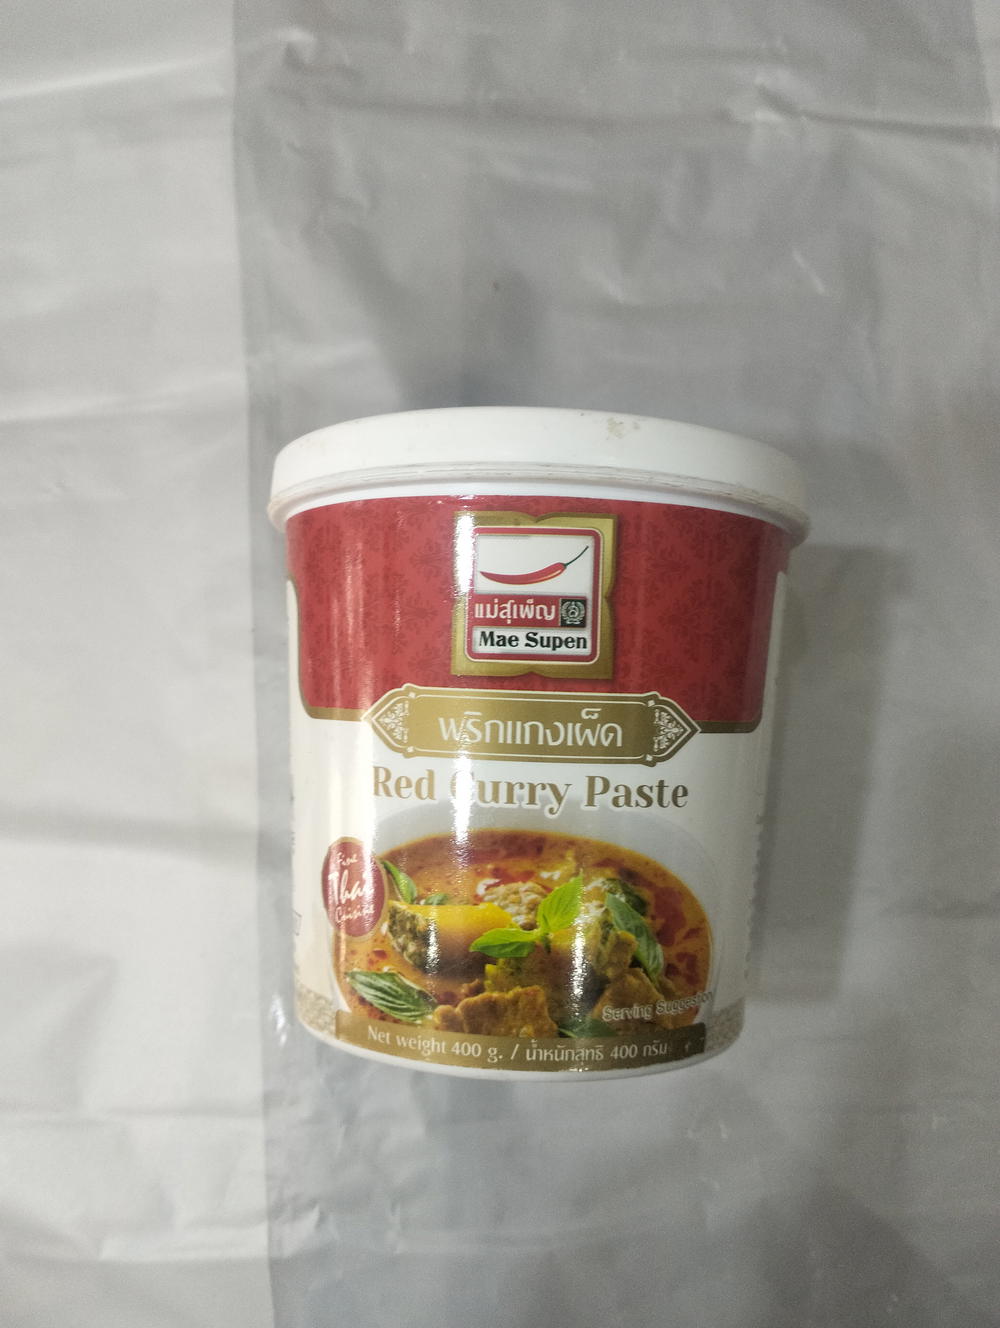 แม่สุเพ็ญ
Mae Supen
พริกแกงเผ็ด
Red Curry Paste
Fine
Thai
Cuisine
Serving Suggestion
Net weight 400 g. / น้ำหนักสุทธิ 400 กรัม